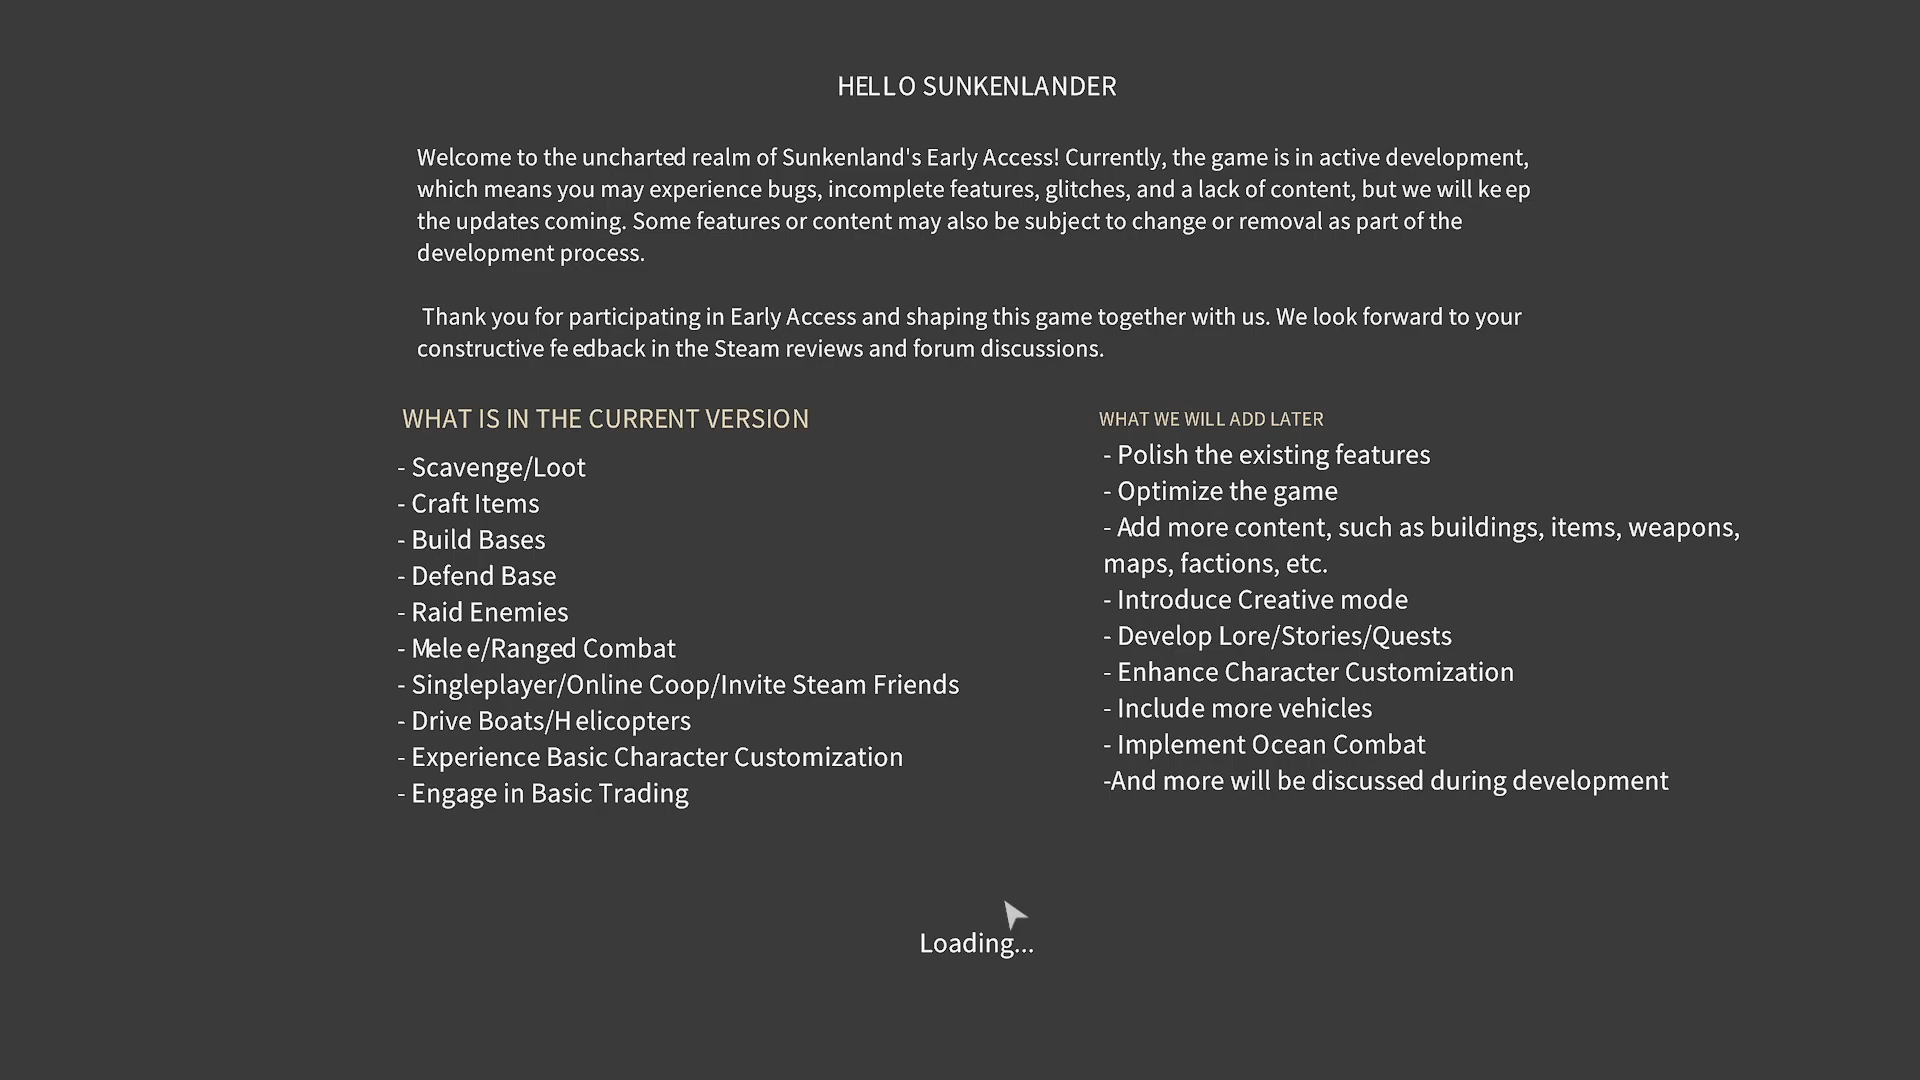 HELLO SUNKENLANDER
Welcome to the uncharted realm of Sunkenland's Early Access! Currently, the game is in active development,
which means you may experience bugs, incomplete features, glitches, and a lack of content, but we will keep
the updates coming. Some features or content may also be subject to change or removal as part of the
development process.
Thank you for participating in Early Access and shaping this game together with us. We look forward to your
constructive feedback in the Steam reviews and forum discussions.
WHAT IS IN THE CURRENT VERSION
- Scavenge/Loot
- Craft Items
- Build Bases
- Defend Base
- Raid Enemies
- Melee/Ranged Combat
- Singleplayer/Online Coop/Invite Steam Friends
- Drive Boats/Helicopters
- Experience Basic Character Customization
- Engage in Basic Trading
WHAT WE WILL ADD LATER
- Polish the existing features
- Optimize the game
- Add more content, such as buildings, items, weapons,
maps, factions, etc.
- Introduce Creative mode
- Develop Lore/Stories/Quests
- Enhance Character Customization
- Include more vehicles
- Implement Ocean Combat
-And more will be discussed during development
Loading...